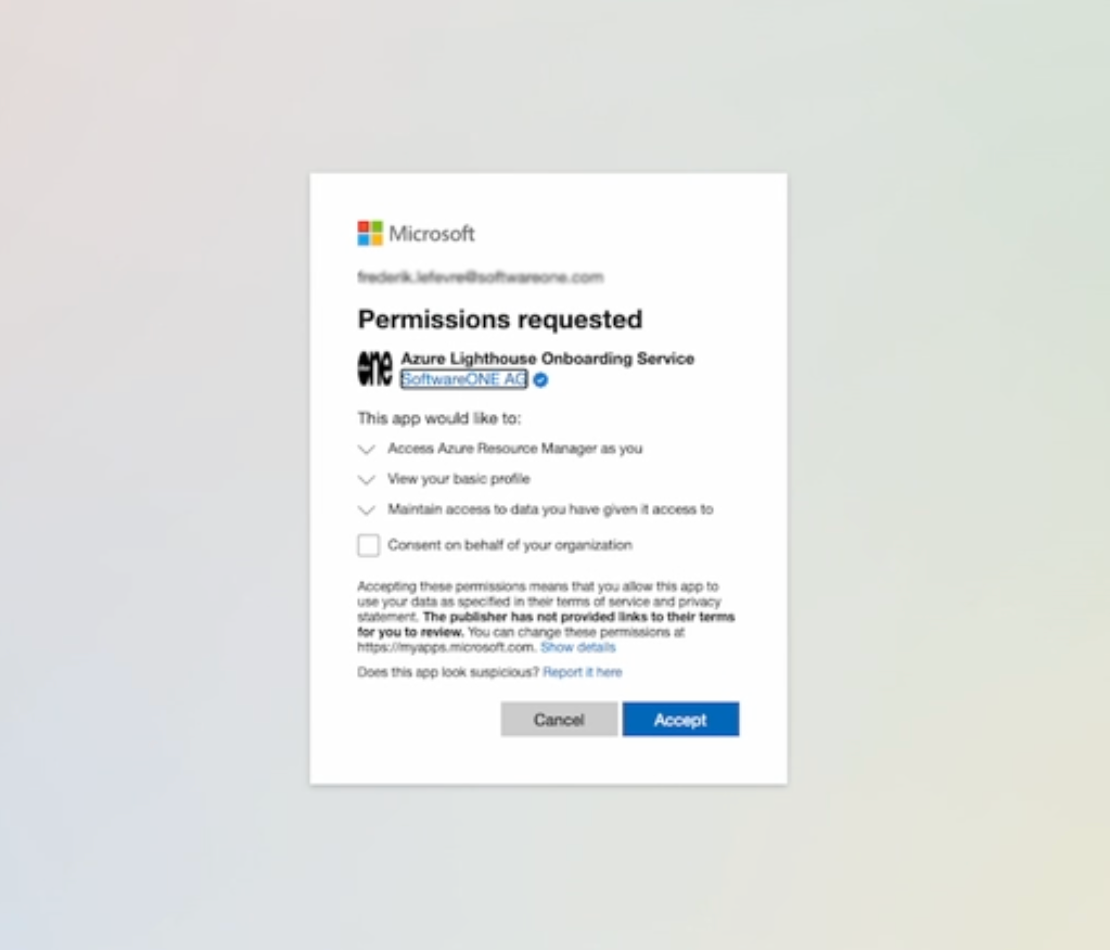 Microsoft
frederik.lefevre@softwareone.com
Permissions requested
one
Azure Lighthouse Onboarding Service
SoftwareONE AG
This app would like to:
Access Azure Resource Manager as you
View your basic profile
Maintain access to data you have given it access to
Consent on behalf of your organization
Accepting these permissions means that you allow this app to
use your data as specified in their terms of service and privacy
statement. The publisher has not provided links to their terms
for you to review. You can change these permissions at
https://myapps.microsoft.com. Show details
Does this app look suspicious? Report it here
Cancel
Accept